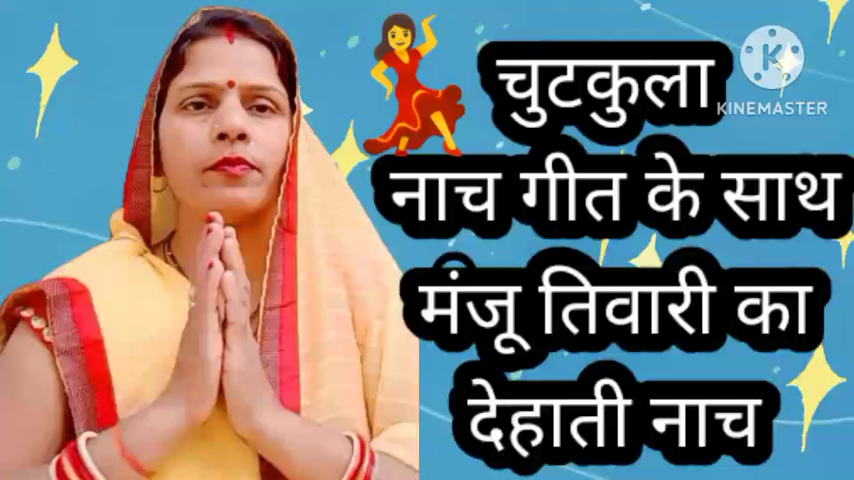 चुटकुला
KINEMASTER
नाच गीत के साथ
मंजू तिवारी का
देहाती नाच